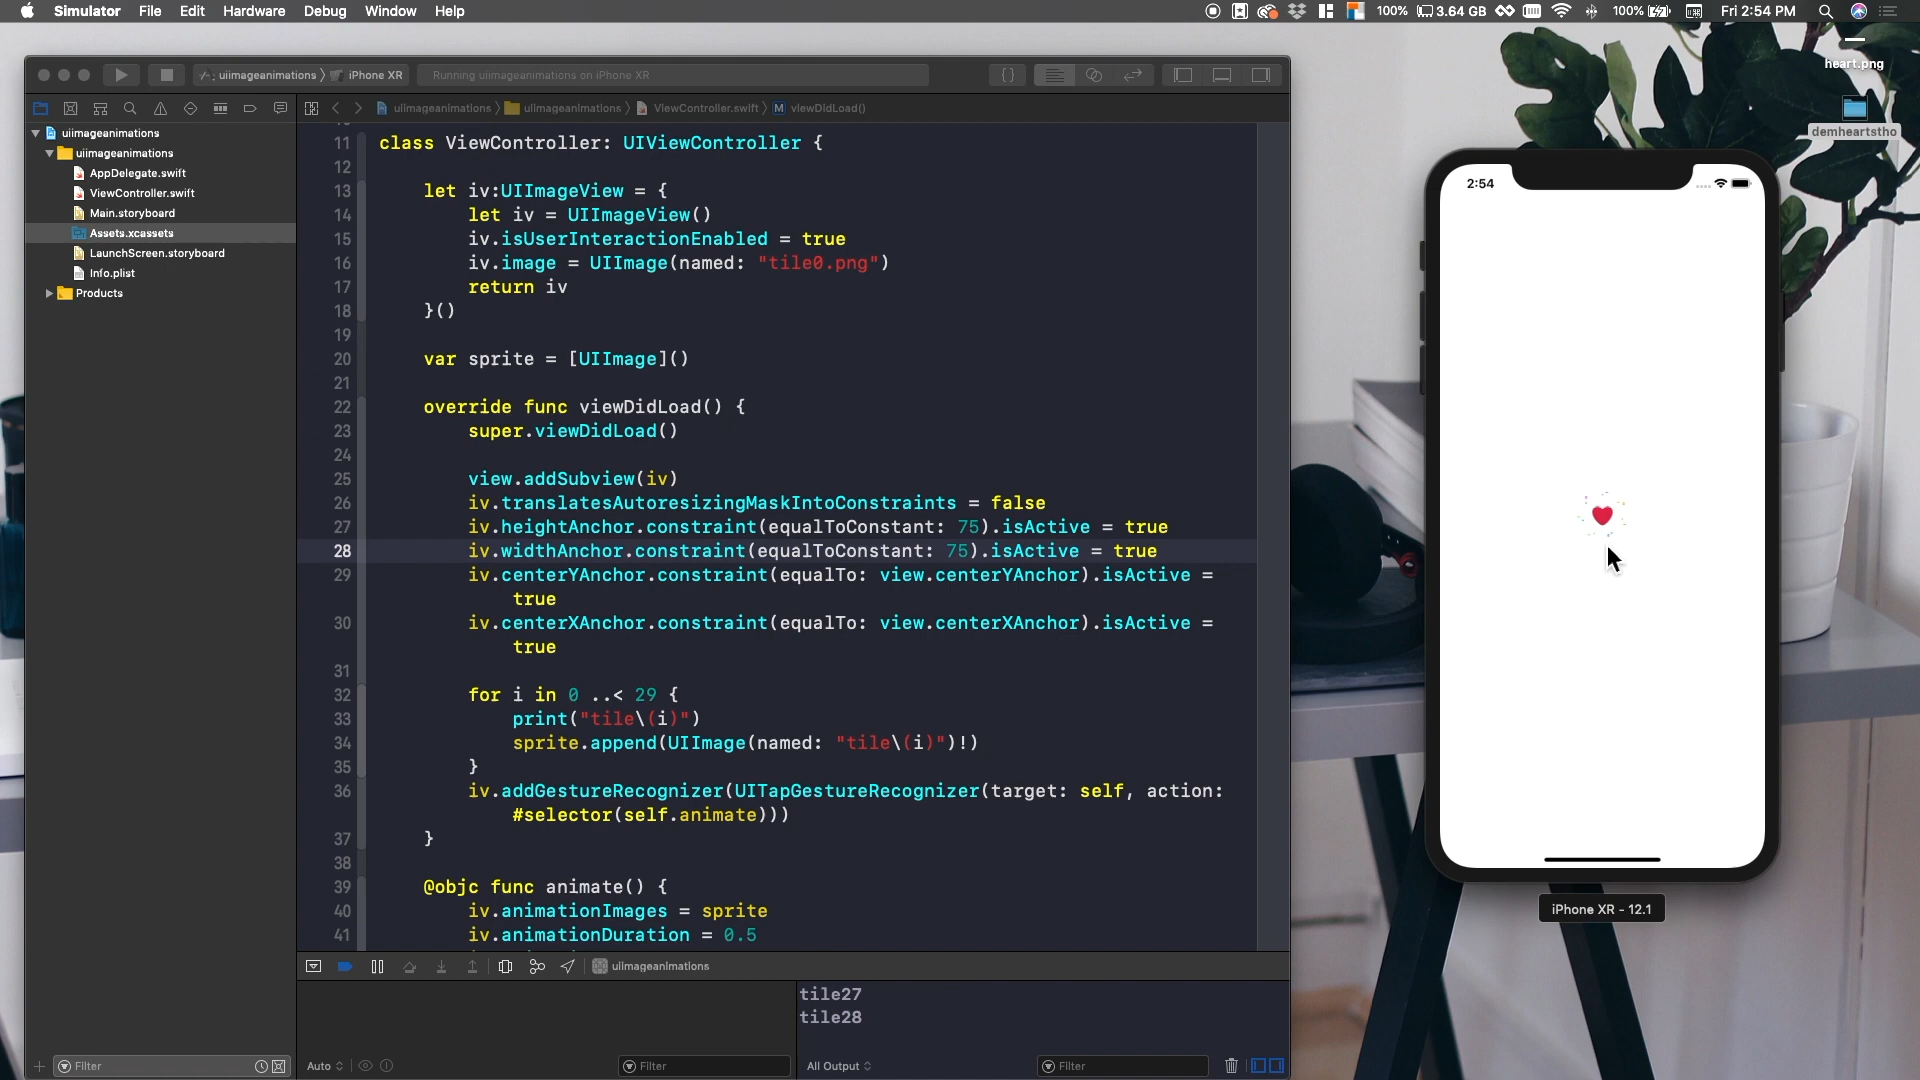 Simulator File Edit Hardware Debug Window Help
100% 3.64 GB 100% Fri 2:54 PM
heart.png
demheartstho
uiimageanimations iPhone XR
Running uiimageanimations on iPhone XR
uiimageanimations uiimageanimations ViewController.swift M viewDidLoad()
uiimageanimations
uiimageanimations
AppDelegate.swift
ViewController.swift
Main.storyboard
Assets.xcassets
LaunchScreen.storyboard
Info.plist
Products
11 class ViewController: UIViewController {
12
13 let iv:UIImageView = {
14 let iv = UIImageView()
15 iv.isUserInteractionEnabled = true
16 iv.image = UIImage(named: "tile0.png")
17 return iv
18 }()
19
20 var sprite = [UIImage]()
21
22 override func viewDidLoad() {
23 super.viewDidLoad()
24
25 view.addSubview(iv)
26 iv.translatesAutoresizingMaskIntoConstraints = false
27 iv.heightAnchor.constraint(equalToConstant: 75).isActive = true
28 iv.widthAnchor.constraint(equalToConstant: 75).isActive = true
29 iv.centerYAnchor.constraint(equalTo: view.centerYAnchor).isActive =
true
30 iv.centerXAnchor.constraint(equalTo: view.centerXAnchor).isActive =
true
31
32 for i in 0 ..< 29 {
33 print("tile\(i)")
34 sprite.append(UIImage(named: "tile\(i)")!)
35 }
36 iv.addGestureRecognizer(UITapGestureRecognizer(target: self, action:
#selector(self.animate)))
37 }
38
39 @objc func animate() {
40 iv.animationImages = sprite
41 iv.animationDuration = 0.5
uiimageanimations
tile27
tile28
Filter
Auto
Filter
All Output
Filter
2:54
iPhone XR - 12.1